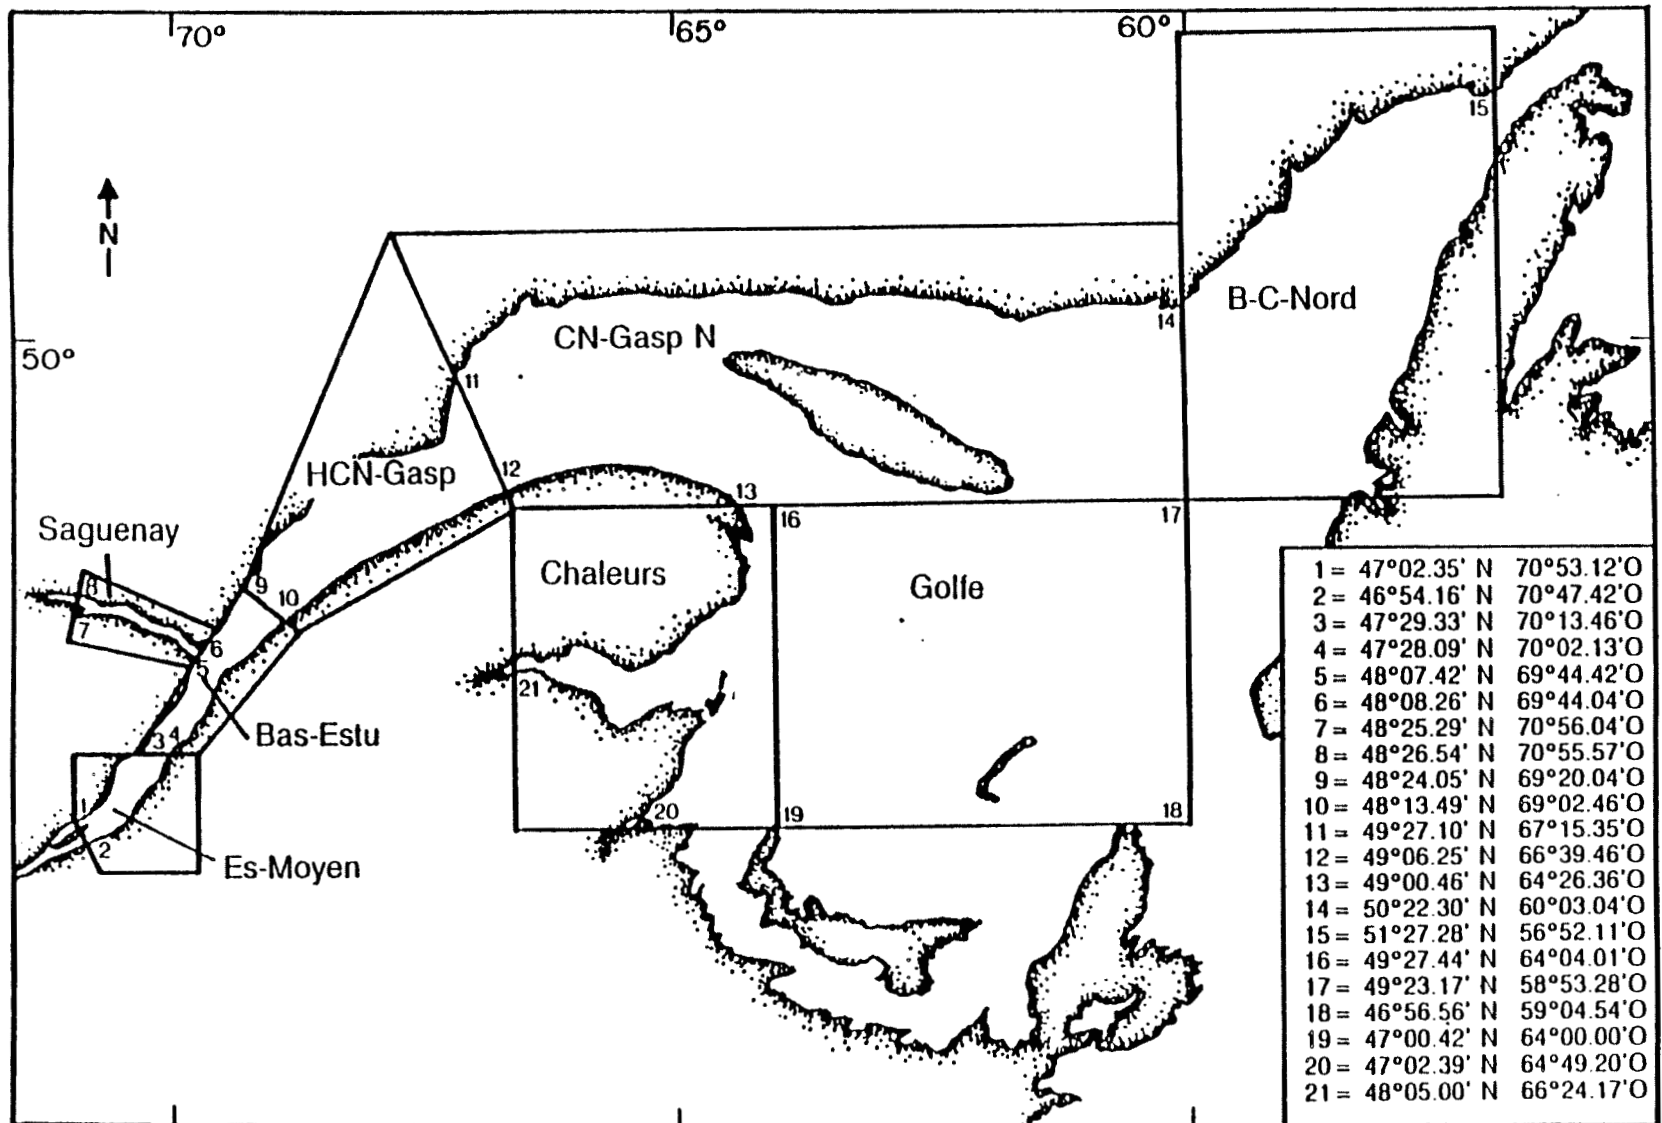 70°
65°
60°
15
N
B-C-Nord
14
CN-Gasp N
50°
11
HCN-Gasp
12
13
16
17
Saguenay
Chaleurs
Golfe
8
9
10
7
6
5
21
Bas-Estu
3
4
1
2
20
19
18
Es-Moyen
1 = 47°02.35' N 70°53.12'O
2 = 46°54.16' N 70°47.42'O
3 = 47°29.33' N 70°13.46'O
4 = 47°28.09' N 70°02.13'O
5 = 48°07.42' N 69°44.42'O
6 = 48°08.26' N 69°44.04'O
7 = 48°25.29' N 70°56.04'O
8 = 48°26.54' N 70°55.57'O
9 = 48°24.05' N 69°20.04'O
10 = 48°13.49' N 69°02.46'O
11 = 49°27.10' N 67°15.35'O
12 = 49°06.25' N 66°39.46'O
13 = 49°00.46' N 64°26.36'O
14 = 50°22.30' N 60°03.04'O
15 = 51°27.28' N 56°52.11'O
16 = 49°27.44' N 64°04.01'O
17 = 49°23.17' N 58°53.28'O
18 = 46°56.56' N 59°04.54'O
19 = 47°00.42' N 64°00.00'O
20 = 47°02.39' N 64°49.20'O
21 = 48°05.00' N 66°24.17'O